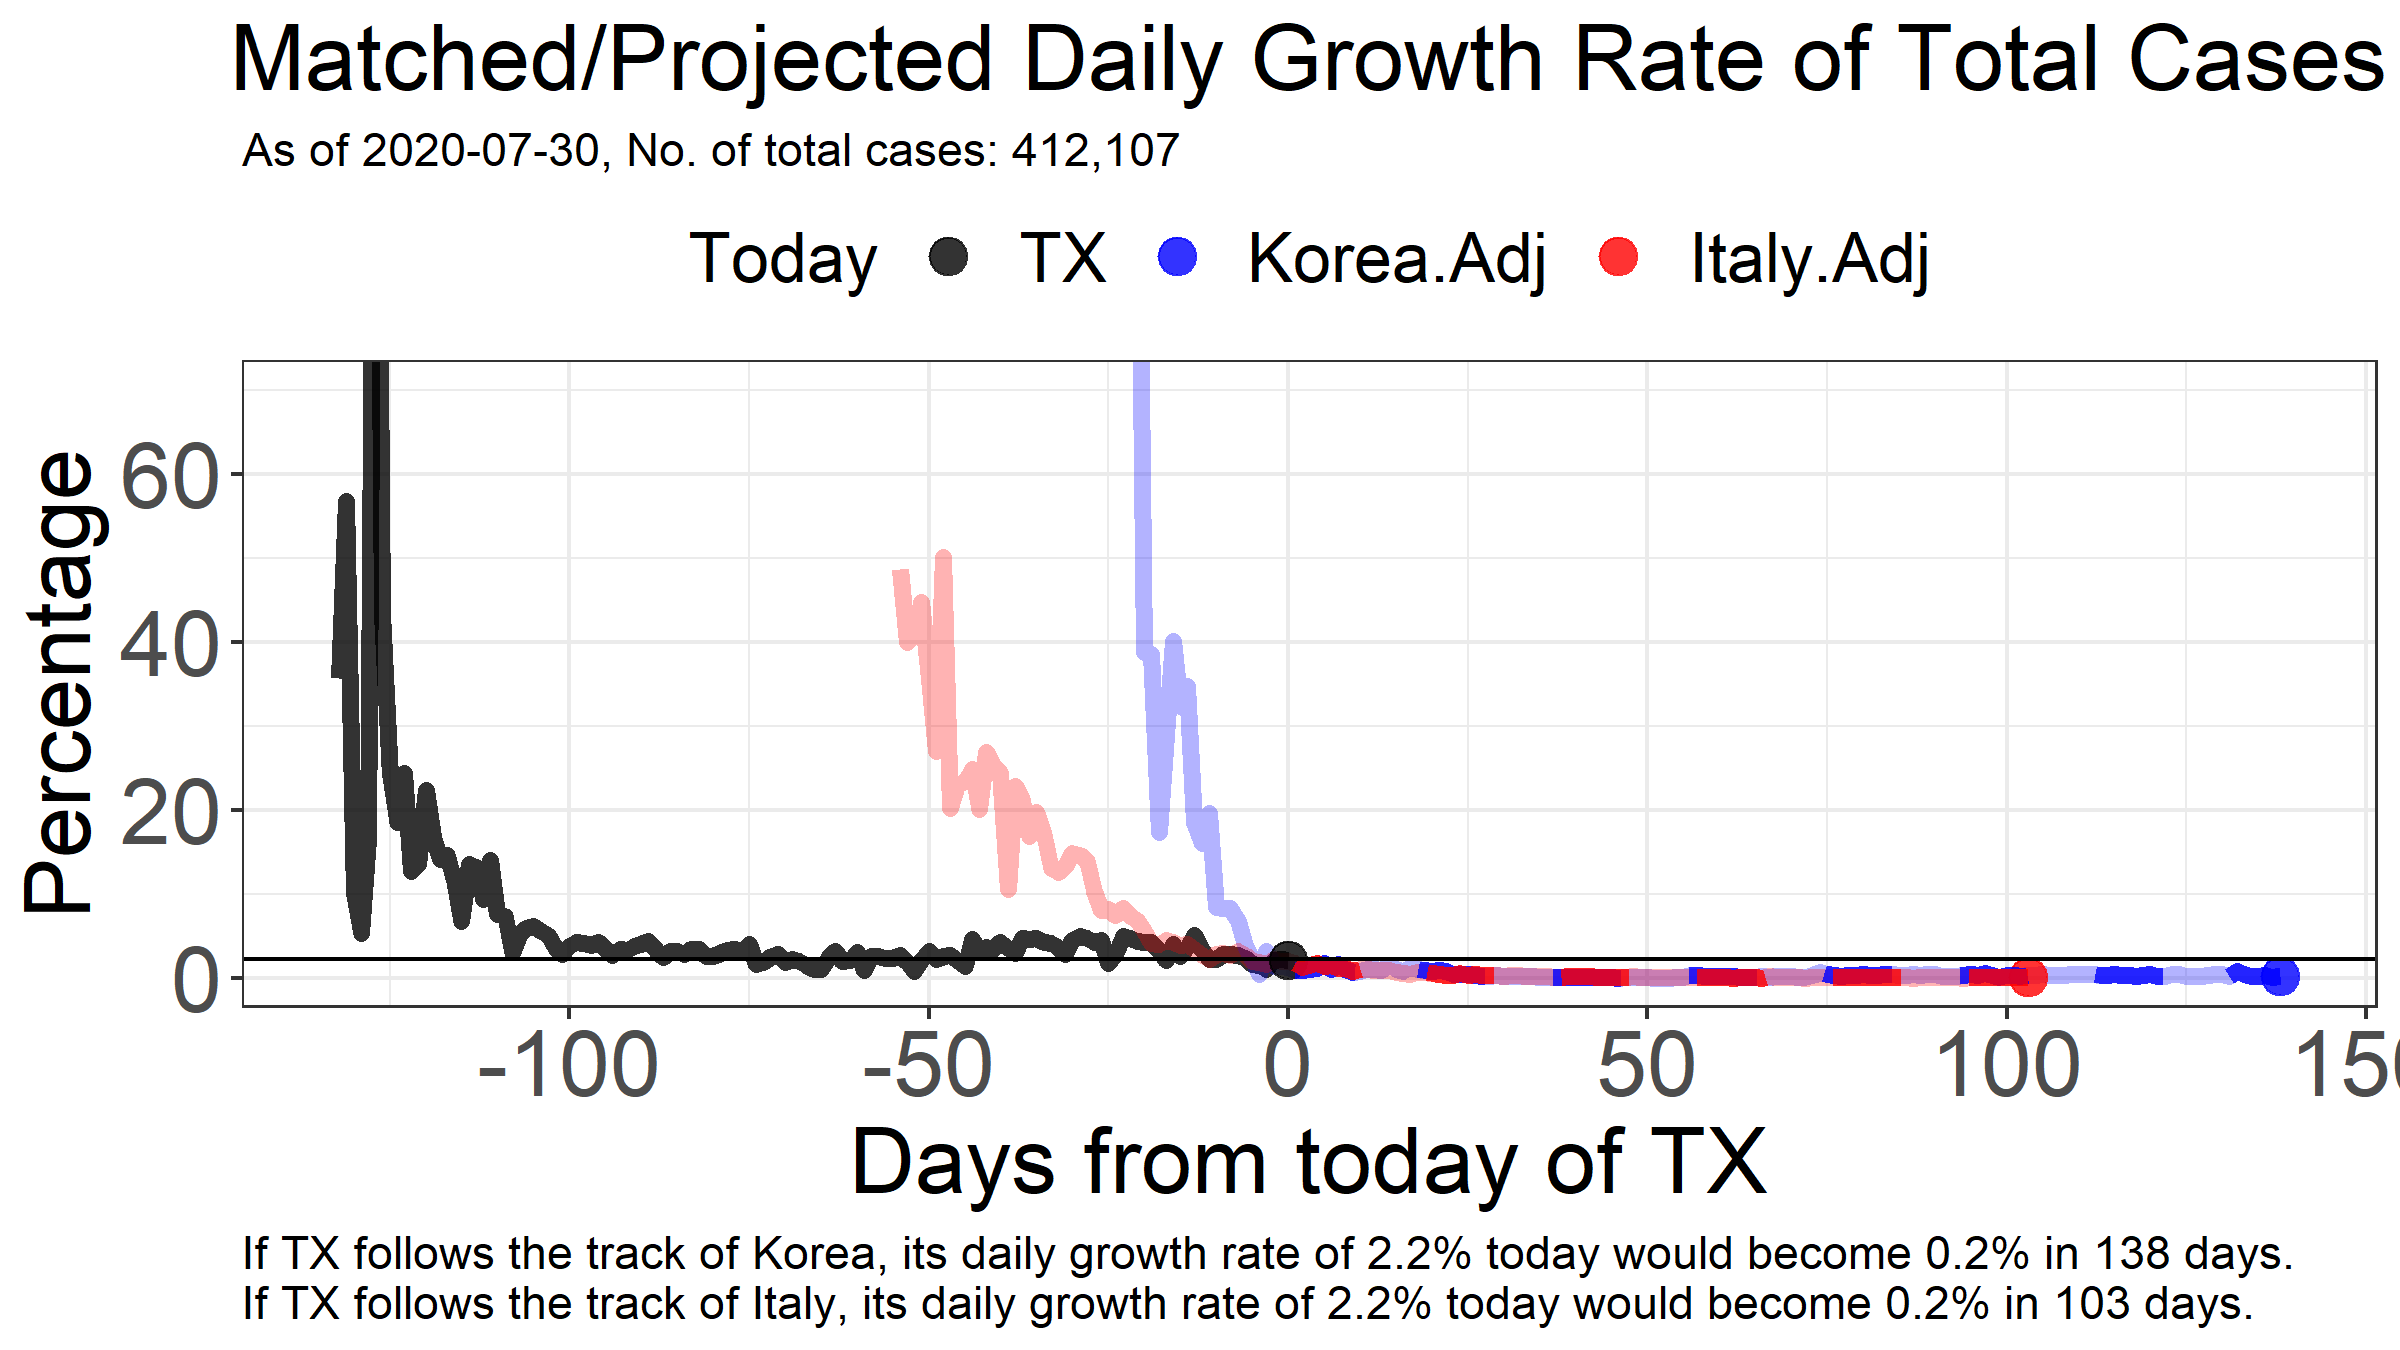 Matched/Projected Daily Growth Rate of Total Cases
As of 2020-07-30, No. of total cases: 412,107
Today TX Korea.Adj Italy.Adj
Percentage
60
40
20
0
-100 -50 0 50 100 150
Days from today of TX
If TX follows the track of Korea, its daily growth rate of 2.2% today would become 0.2% in 138 days.
If TX follows the track of Italy, its daily growth rate of 2.2% today would become 0.2% in 103 days.